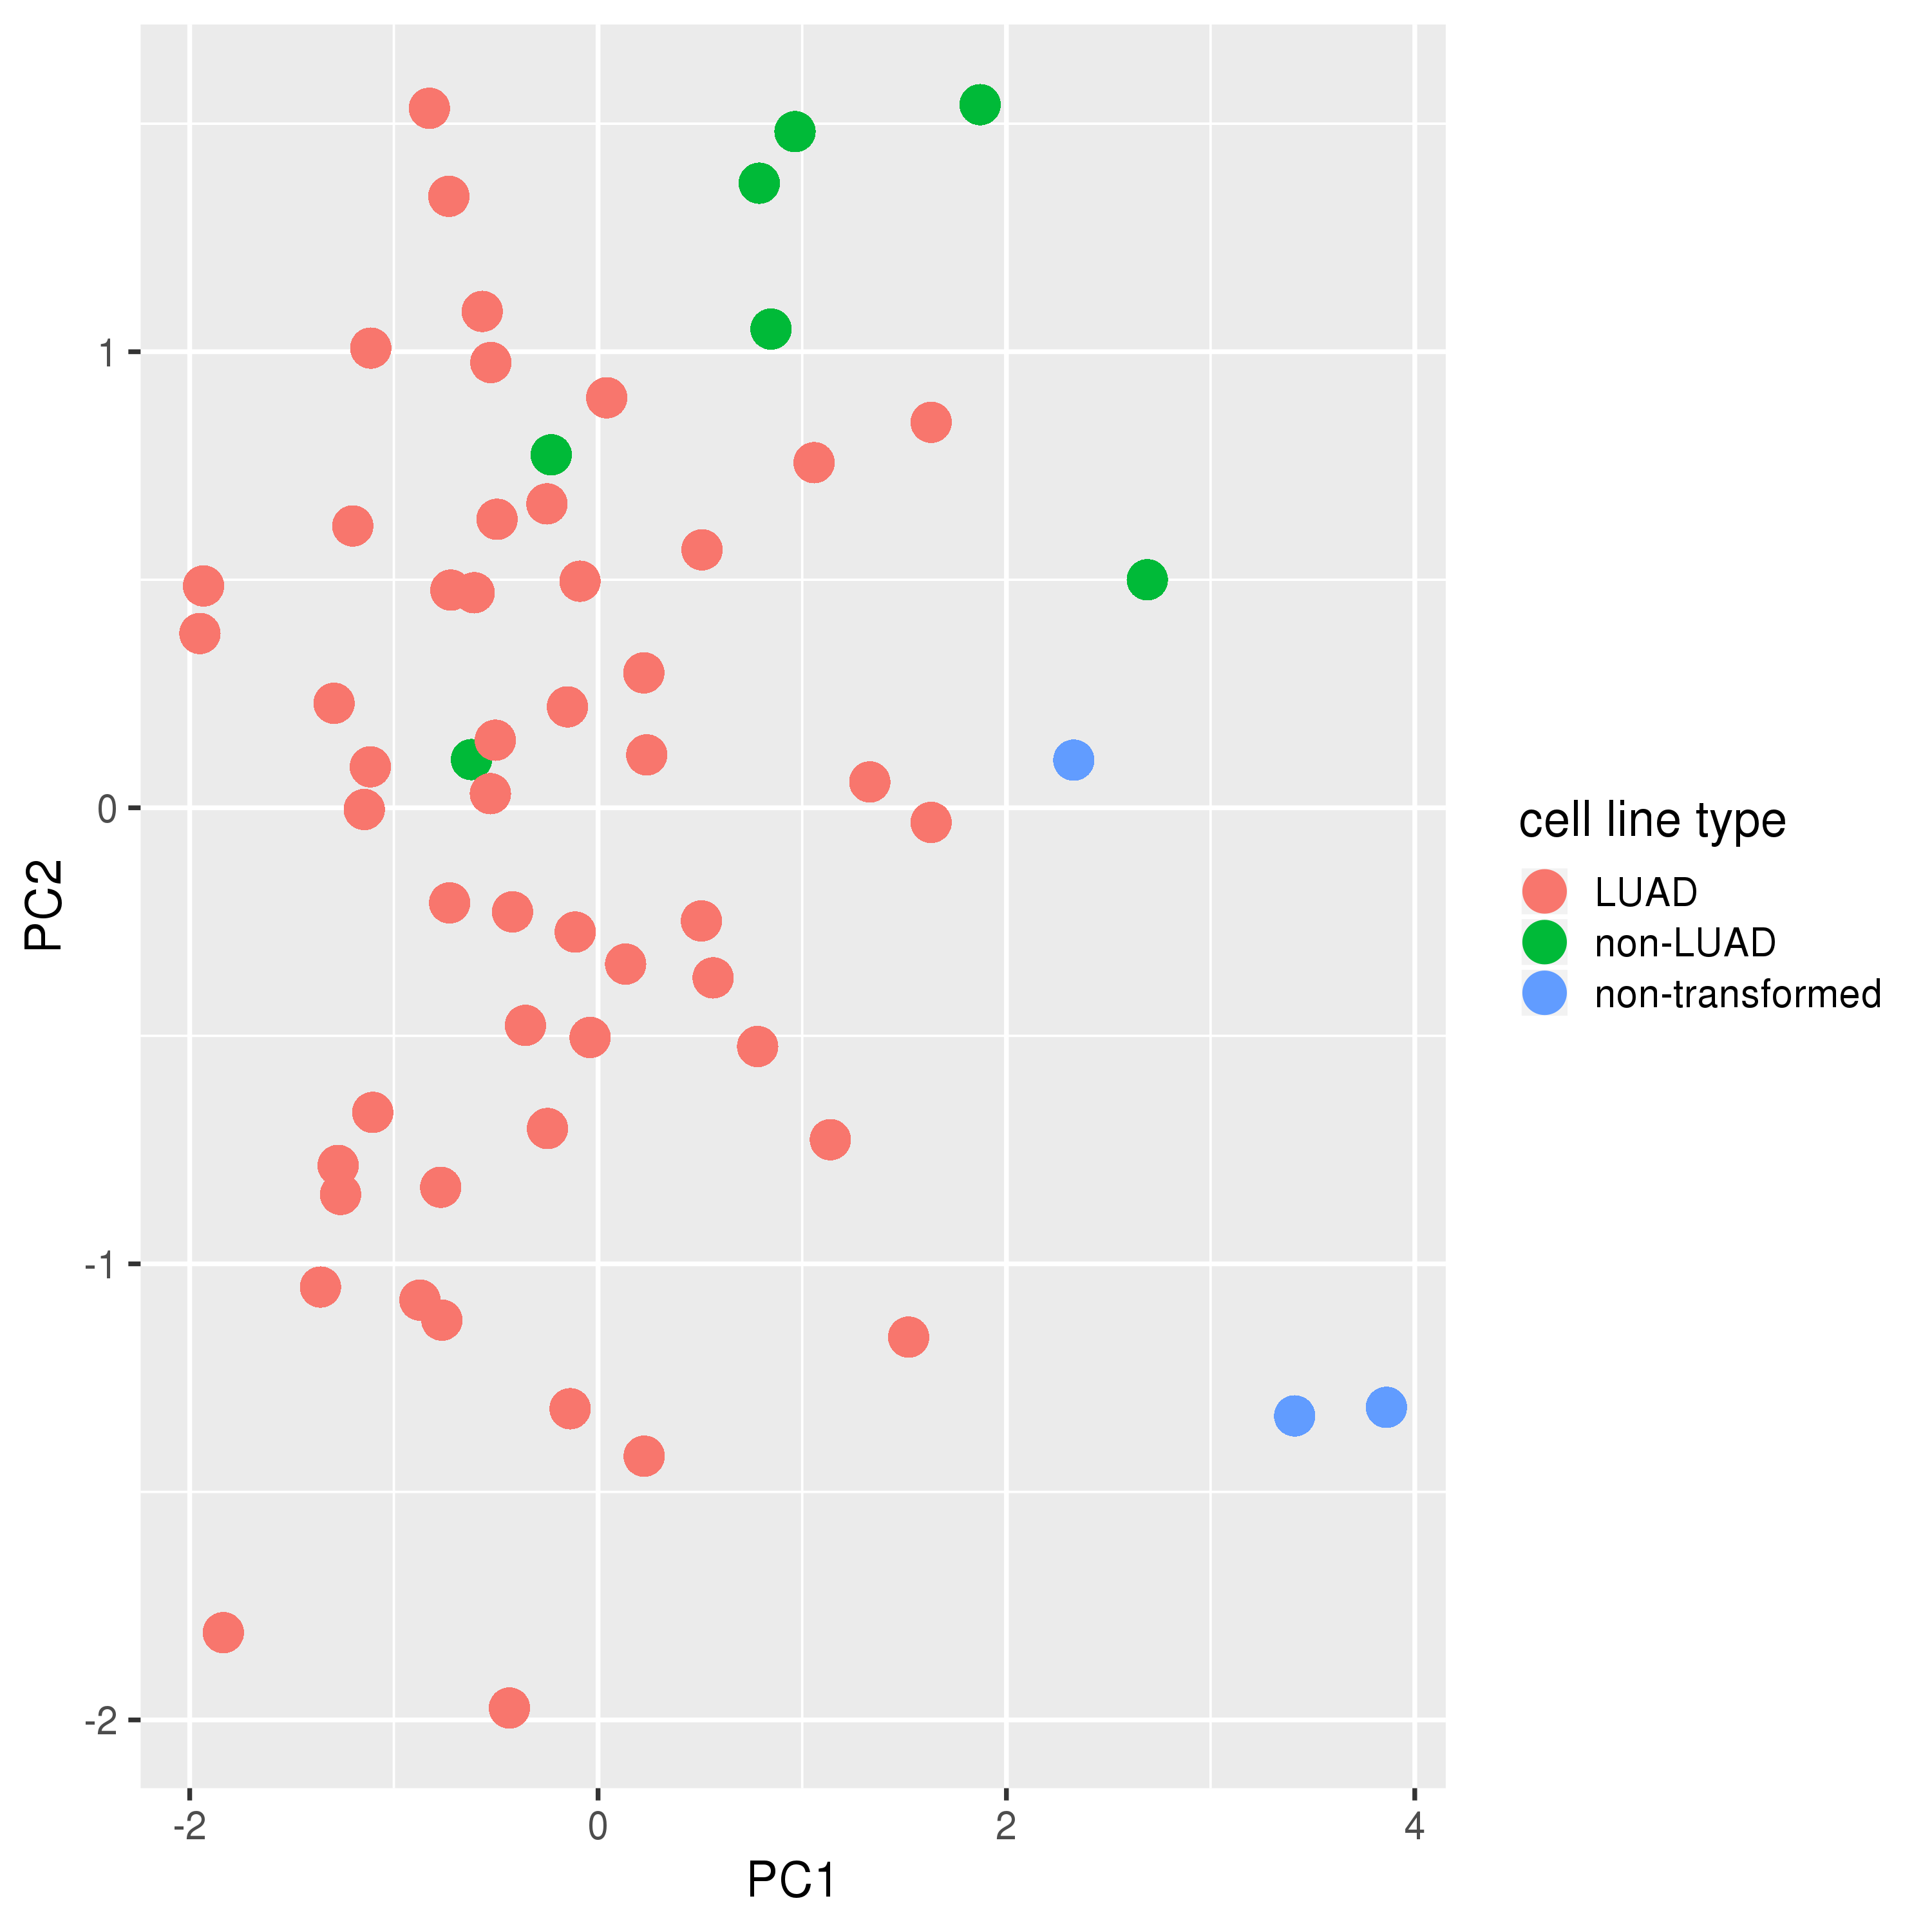 1
0
-1
-2
PC2
-2
0
2
4
PC1
cell line type
LUAD
non-LUAD
non-transformed